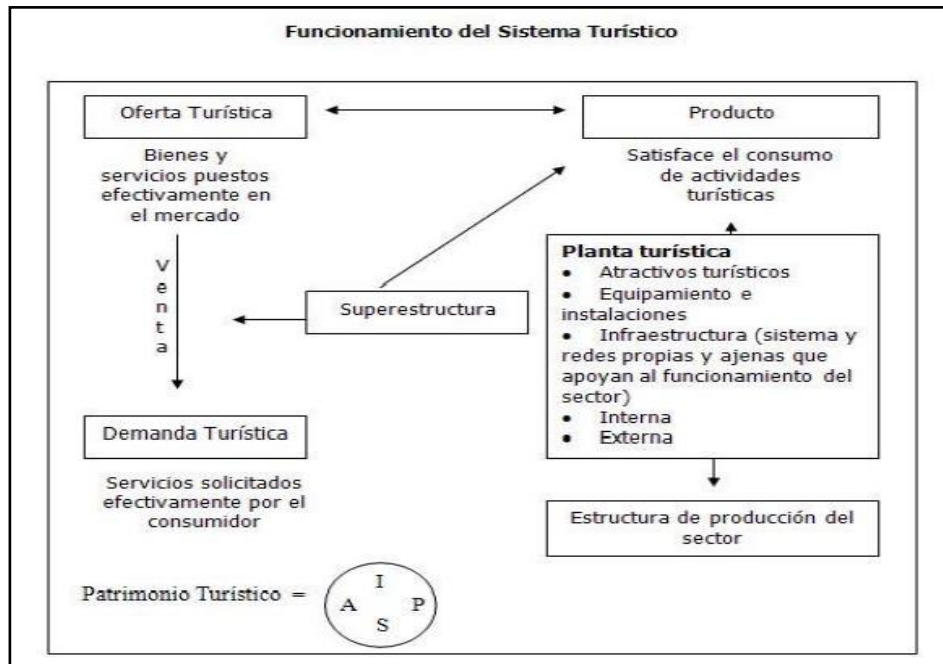 Funcionamiento del Sistema Turístico
Oferta Turística
Producto
Bienes y
servicios puestos
efectivamente en
el mercado
Satisface el consumo
de actividades
turísticas
Venta
Superestructura
Planta turística
• Atractivos turísticos
• Equipamiento e
instalaciones
• Infraestructura (sistema y
redes propias y ajenas que
apoyan al funcionamiento del
sector)
• Interna
• Externa
Demanda Turística
Servicios solicitados
efectivamente por el
consumidor
Estructura de producción del
sector
Patrimonio Turístico =
I
A P
S